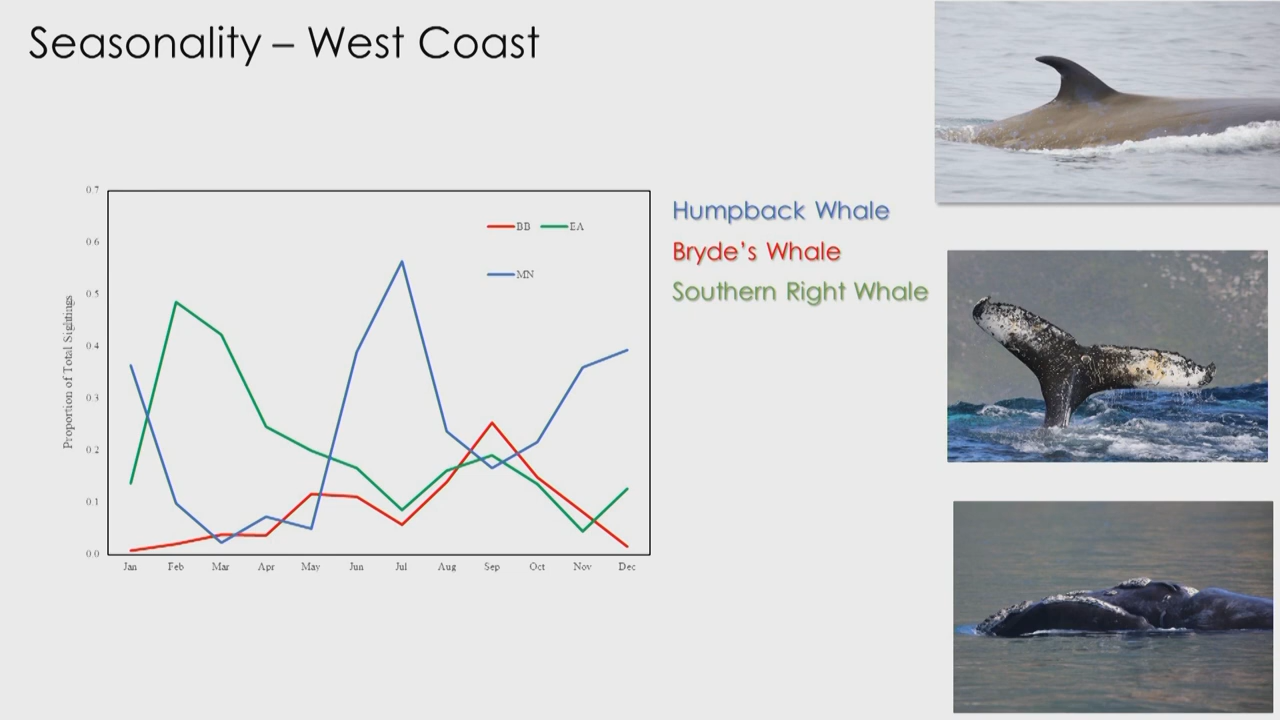 Seasonality – West Coast
Proportion of Total Sightings
0.7
0.6
0.5
0.4
0.3
0.2
0.1
0.0
BB EA
MN
Jan Feb Mar Apr May Jun Jul Aug Sep Oct Nov Dec
Humpback Whale
Bryde's Whale
Southern Right Whale